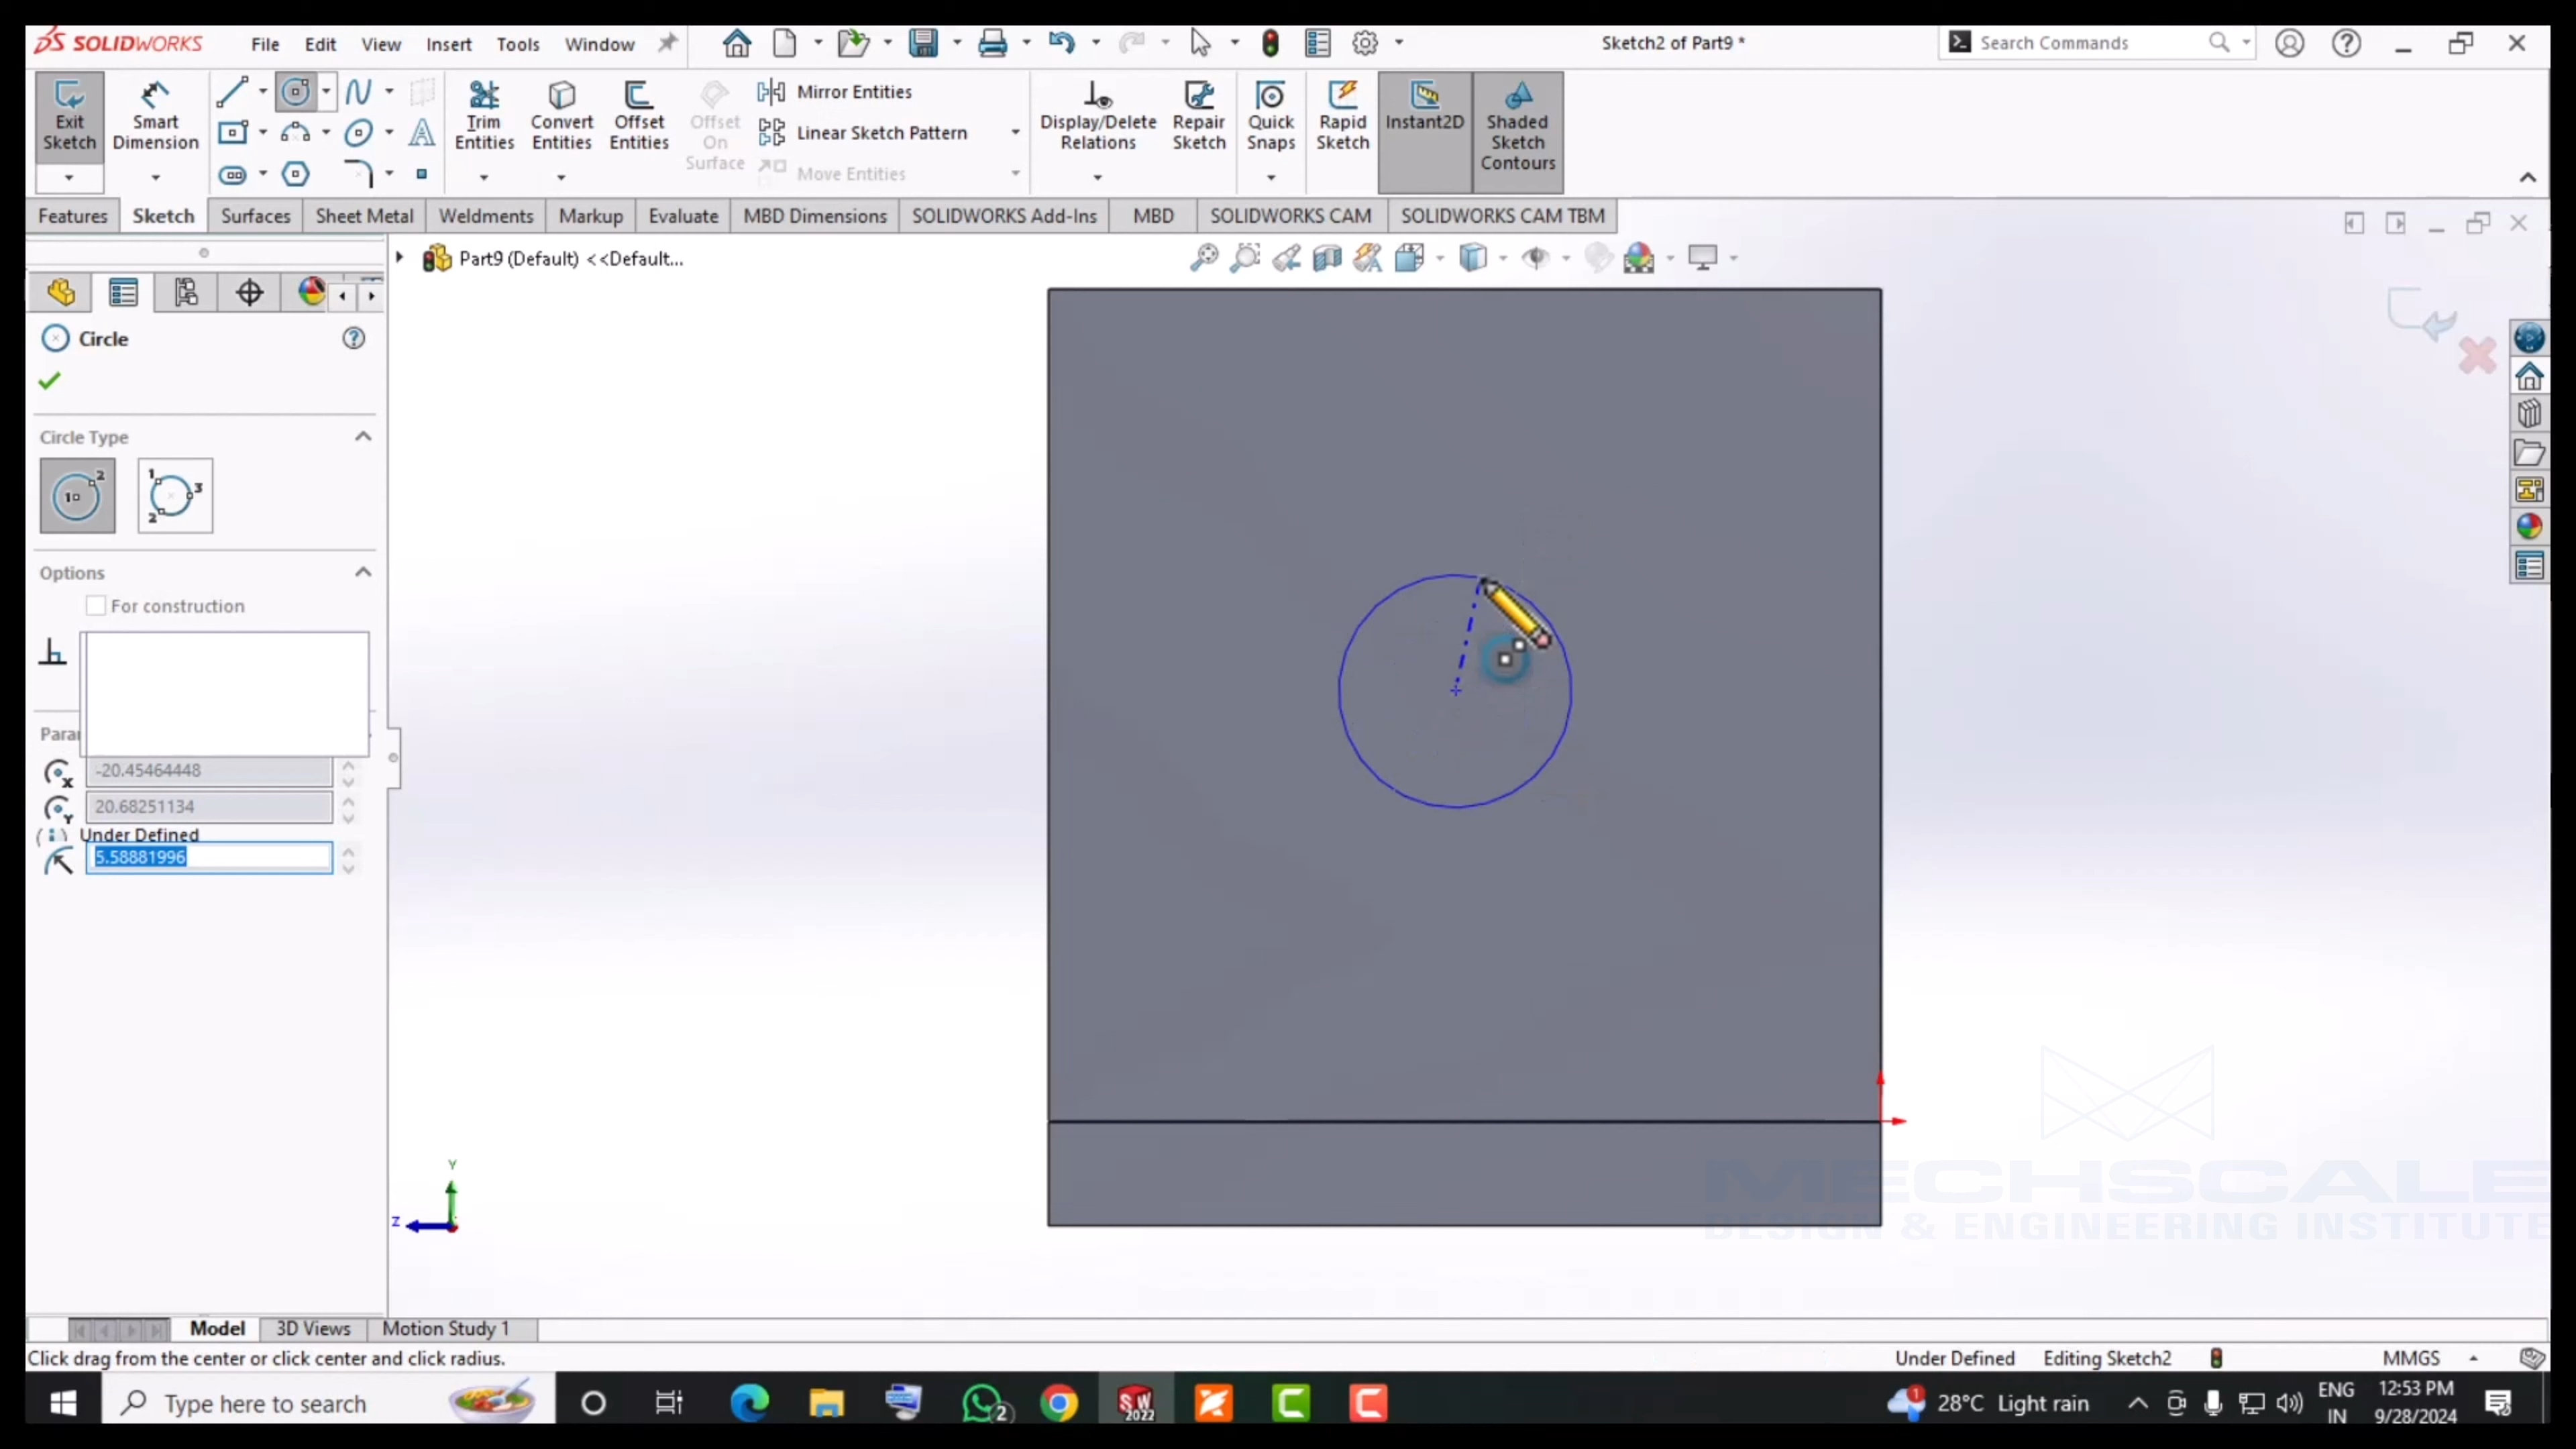 SOLIDWORKS File Edit View Insert Tools Window Sketch2 of Part9 * Search Commands
Exit Sketch
Smart Dimension
Trim Entities
Convert Entities
Offset Entities
Offset On Surface
Mirror Entities
Linear Sketch Pattern
Move Entities
Display/Delete Relations
Repair Sketch
Quick Snaps
Rapid Sketch
Instant2D
Shaded Sketch Contours
Features Sketch Surfaces Sheet Metal Weldments Markup Evaluate MBD Dimensions SOLIDWORKS Add-Ins MBD SOLIDWORKS CAM SOLIDWORKS CAM TBM
Part9 (Default) <<Default...
Circle
Circle Type
Options
For construction
Para
-20.45464448
20.68251134
Under Defined
5.58881996
Y
Z
MECHSCALE
DESIGN & ENGINEERING INSTITUTE
Model 3D Views Motion Study 1
Click drag from the center or click center and click radius. Under Defined Editing Sketch2 MMGS
Type here to search 28°C Light rain ENG IN 12:53 PM 9/28/2024